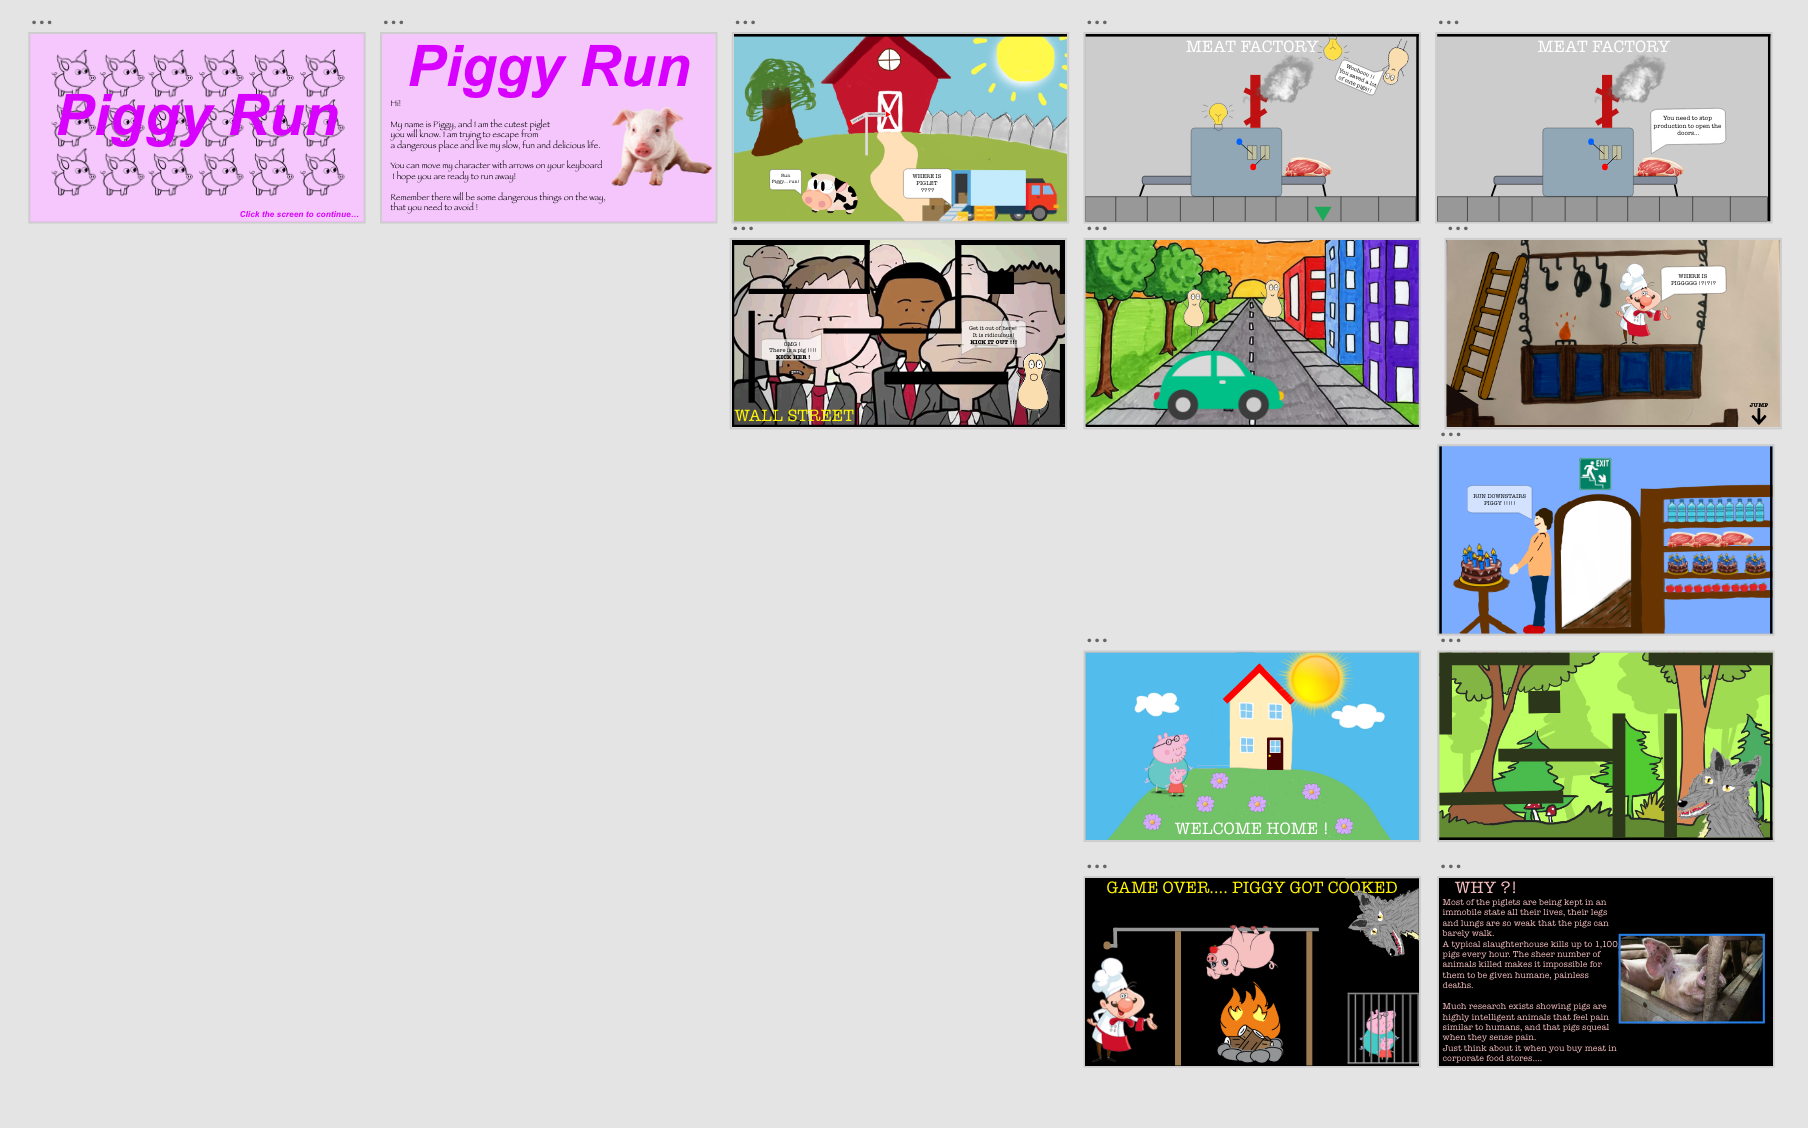 Piggy Run
Click the screen to continue...
Piggy Run
Hi!
My name is Piggy, and I am the cutest piglet
you will know. I am trying to escape from
a dangerous place and live my slow, fun and delicious life.
You can move my character with arrows on your keyboard
I hope you are ready to run away!
Remember there will be some dangerous things on the way,
that you need to avoid !
Run
Piggy...run!
WHERE IS
PIGLET
????
MEAT FACTORY
Woohooo !!
You saved a lot
of cute pigs!!
MEAT FACTORY
You need to stop
production to open the
doors...
OMG !
There is a pig !!!!
KICK HER !
Get it out of here!
It is ridiculous!
KICK IT OUT !!!
WALL STREET
WHERE IS
PIGGGGG !?!?!?
JUMP
EXIT
RUN DOWNSTAIRS
PIGGY !!!!!
WELCOME HOME !
GAME OVER.... PIGGY GOT COOKED
WHY ?!
Most of the piglets are being kept in an
immobile state all their lives, their legs
and lungs are so weak that the pigs can
barely walk.
A typical slaughterhouse kills up to 1,100
pigs every hour. The sheer number of
animals killed makes it impossible for
them to be given humane, painless
deaths.
Much research exists showing pigs are
highly intelligent animals that feel pain
similar to humans, and that pigs squeal
when they sense pain.
Just think about it when you buy meat in
corporate food stores....